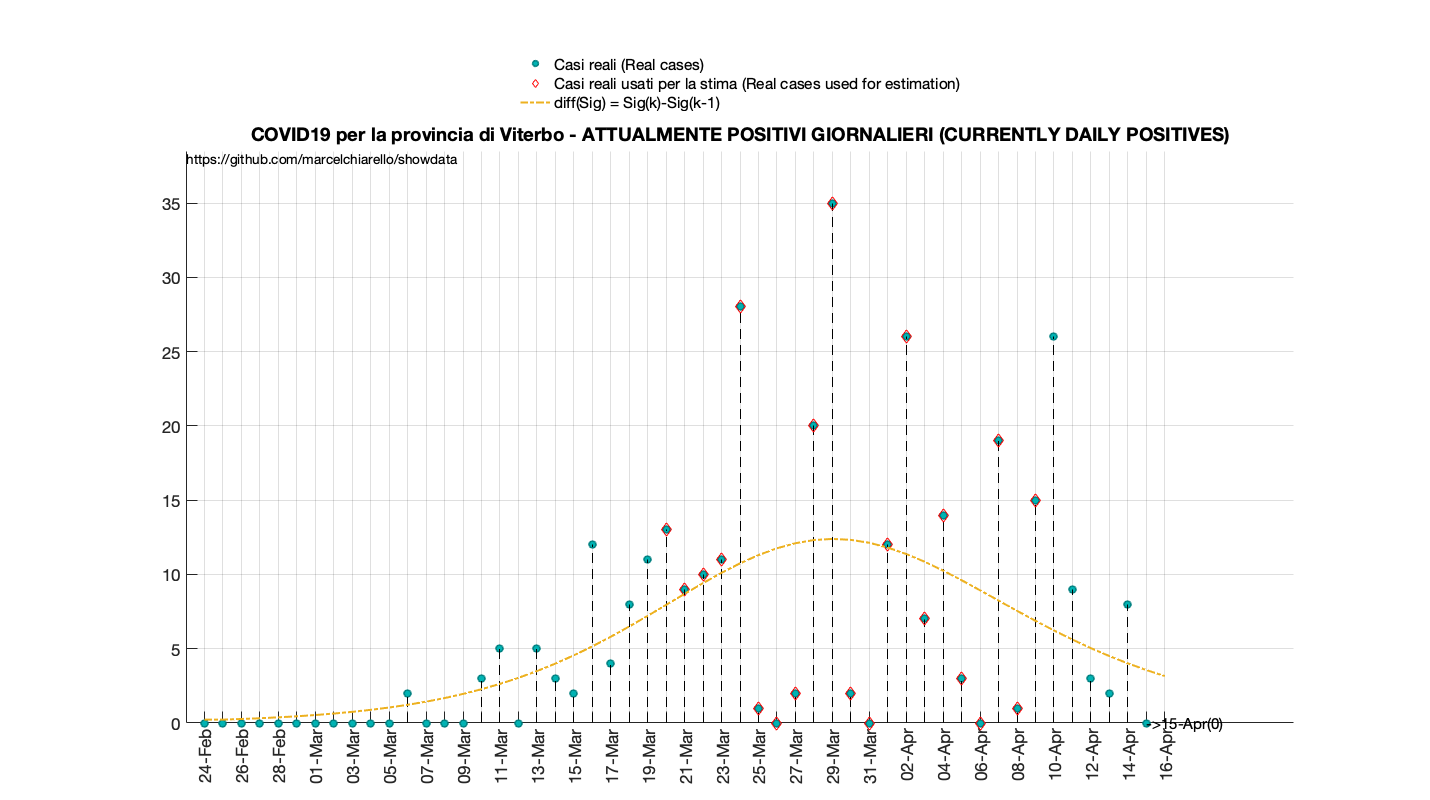 Casi reali (Real cases)
Casi reali usati per la stima (Real cases used for estimation)
diff(Sig) = Sig(k)-Sig(k-1)
COVID19 per la provincia di Viterbo - ATTUALMENTE POSITIVI GIORNALIERI (CURRENTLY DAILY POSITIVES)
https://github.com/marcelchiarello/showdata
35
30
25
20
15
10
5
0
->15-Apr(0)
24-Feb
26-Feb
28-Feb
01-Mar
03-Mar
05-Mar
07-Mar
09-Mar
11-Mar
13-Mar
15-Mar
17-Mar
19-Mar
21-Mar
23-Mar
25-Mar
27-Mar
29-Mar
31-Mar
02-Apr
04-Apr
06-Apr
08-Apr
10-Apr
12-Apr
14-Apr
16-Apr